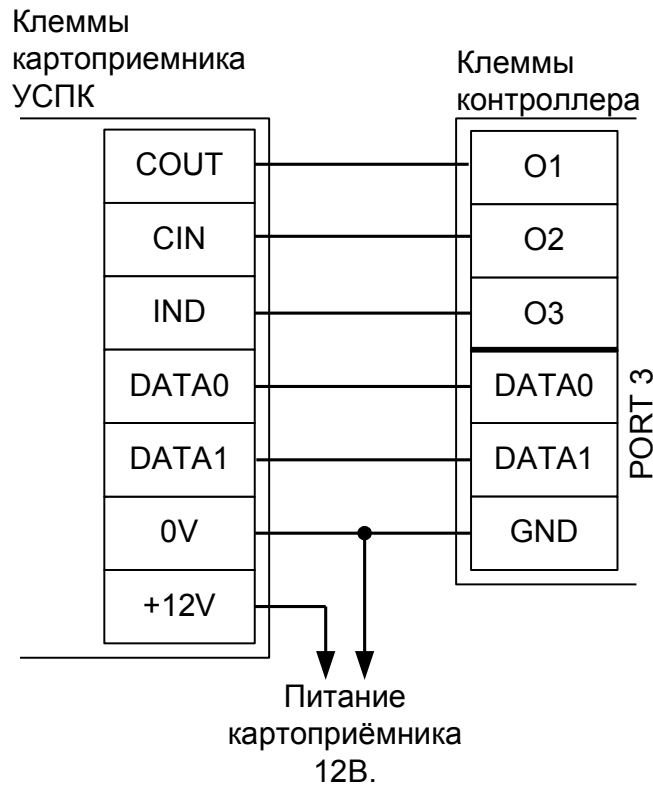 Клеммы
картоприемника
УСПК
Клеммы
контроллера
COUT
CIN
IND
DATA0
DATA1
0V
+12V
O1
O2
O3
DATA0
DATA1
GND
PORT 3
Питание
картоприёмника
12В.